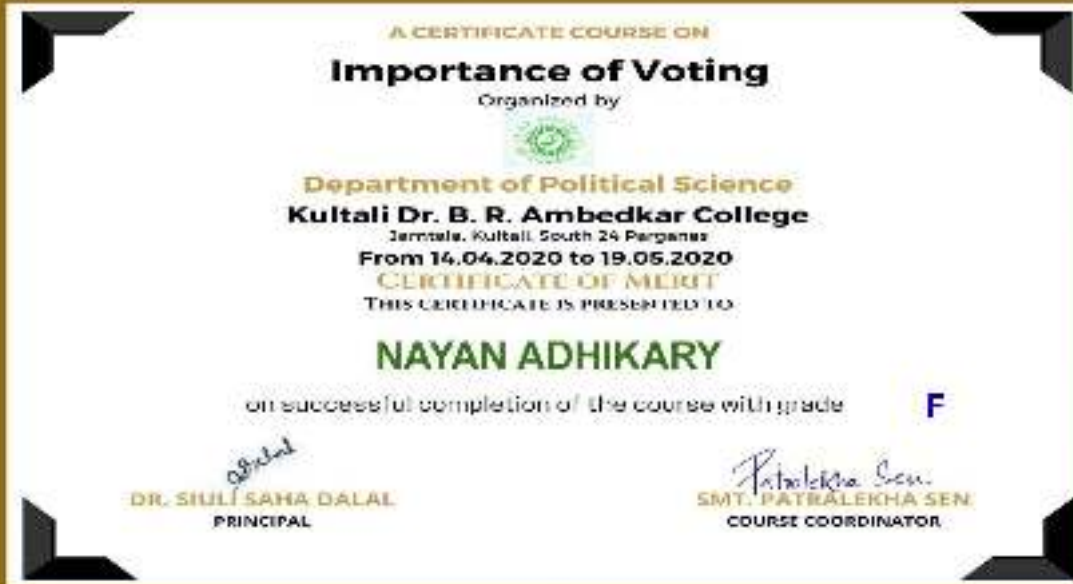 A CERTIFICATE COURSE ON
Importance of Voting
Organized by
Department of Political Science
Kultali Dr. B. R. Ambedkar College
Jamtala, Kultali, South 24 Parganas
From 14.04.2020 to 19.05.2020
CERTIFICATE OF MERIT
THIS CERTIFICATE IS PRESENTED TO
NAYAN ADHIKARY
on successful completion of the course with grade F
Patralekha Sen.
DR. SIULI SAHA DALAL
SMT. PATRALEKHA SEN
PRINCIPAL
COURSE COORDINATOR